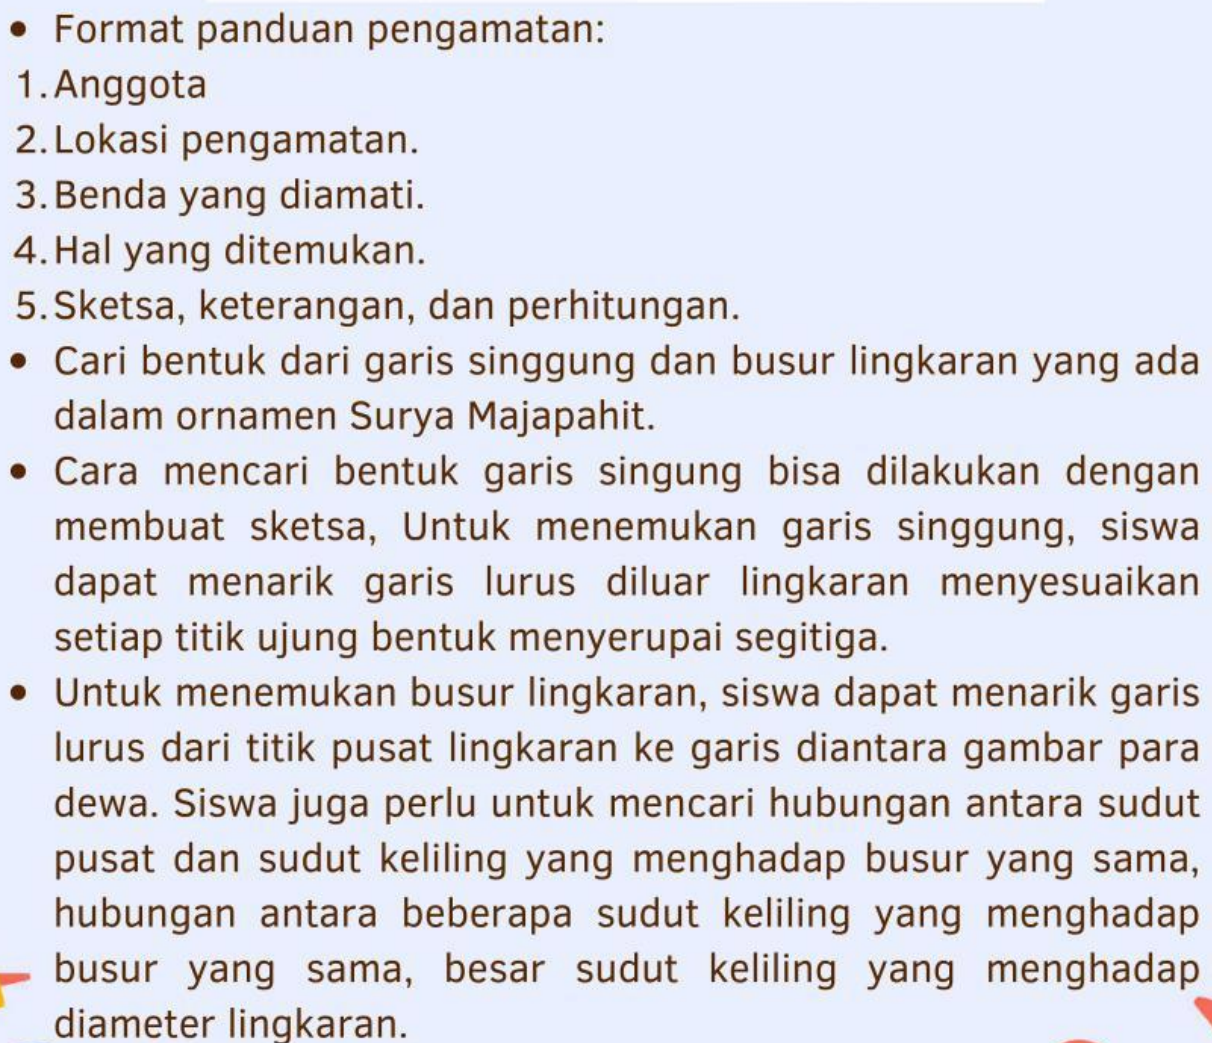 • Format panduan pengamatan:
1. Anggota
2. Lokasi pengamatan.
3. Benda yang diamati.
4. Hal yang ditemukan.
5. Sketsa, keterangan, dan perhitungan.
• Cari bentuk dari garis singgung dan busur lingkaran yang ada
dalam ornamen Surya Majapahit.
• Cara mencari bentuk garis singung bisa dilakukan dengan
membuat sketsa, Untuk menemukan garis singgung, siswa
dapat menarik garis lurus diluar lingkaran menyesuaikan
setiap titik ujung bentuk menyerupai segitiga.
• Untuk menemukan busur lingkaran, siswa dapat menarik garis
lurus dari titik pusat lingkaran ke garis diantara gambar para
dewa. Siswa juga perlu untuk mencari hubungan antara sudut
pusat dan sudut keliling yang menghadap busur yang sama,
hubungan antara beberapa sudut keliling yang menghadap
busur yang sama, besar sudut keliling yang menghadap
diameter lingkaran.